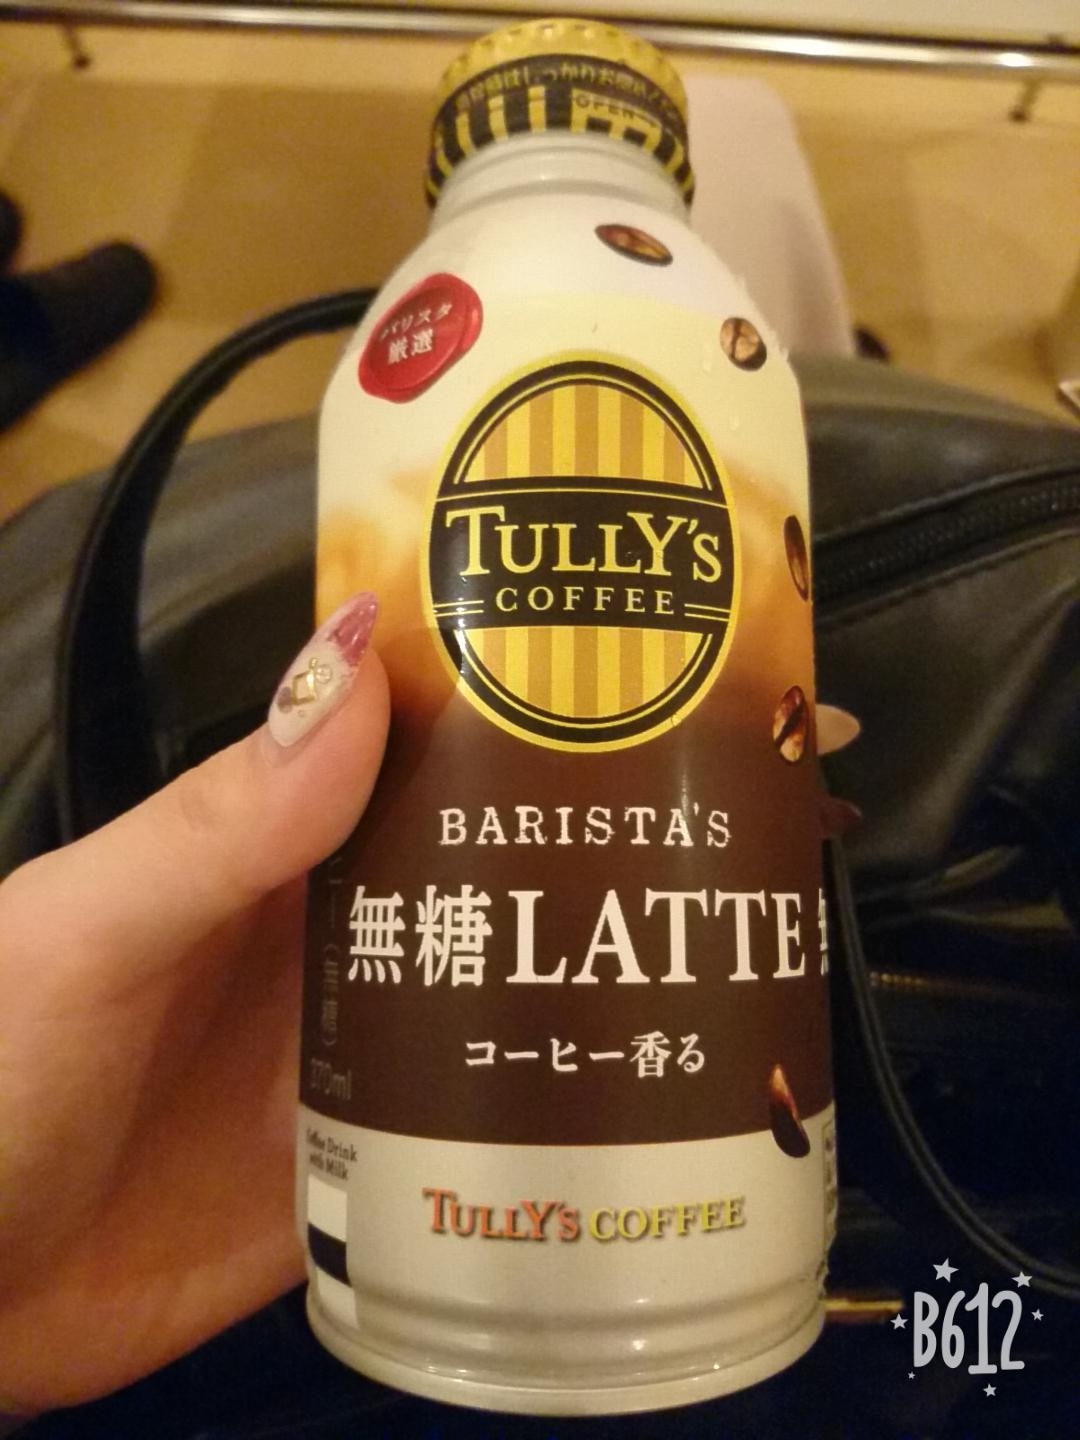 OPEN
バリスタ
厳選
TULLY'S
COFFEE
BARISTA'S
無糖LATTE
コーヒー香る
370ml
Coffee Drink
with Milk
TULLY'S COFFEE
B612